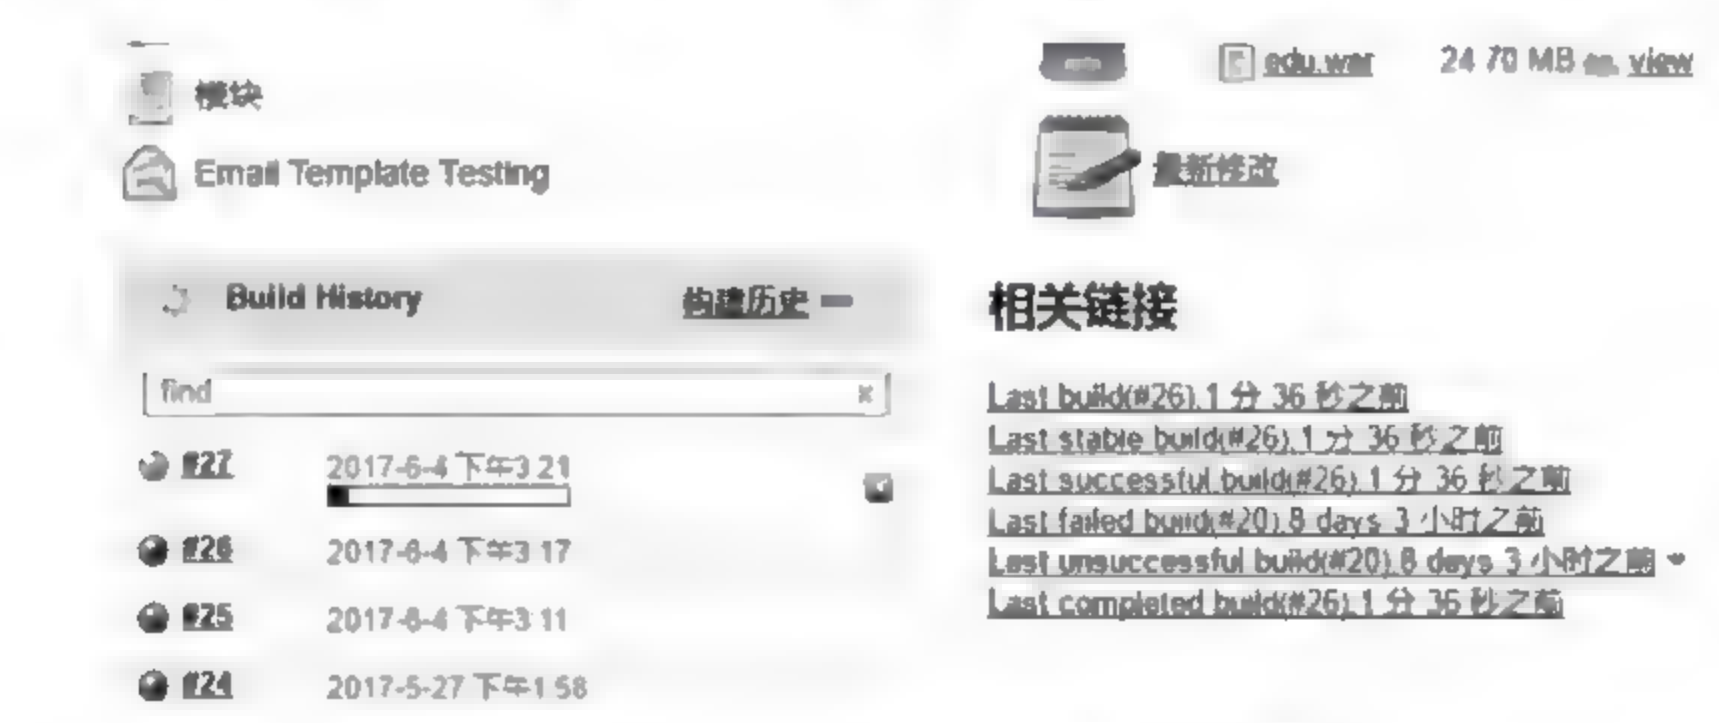 模块
Email Template Testing
Build History 构建历史
find x
#27 2017-6-4 下午3:21
#26 2017-6-4 下午3:17
#25 2017-6-4 下午3:11
#24 2017-5-27 下午1:58
edu.war 24.70 MB view
最新修改
相关链接
Last build(#26),1 分 36 秒之前
Last stable build(#26),1 分 36 秒之前
Last successful build(#26),1 分 36 秒之前
Last failed build(#20),8 days 3 小时之前
Last unsuccessful build(#20),8 days 3 小时之前
Last completed build(#26),1 分 36 秒之前